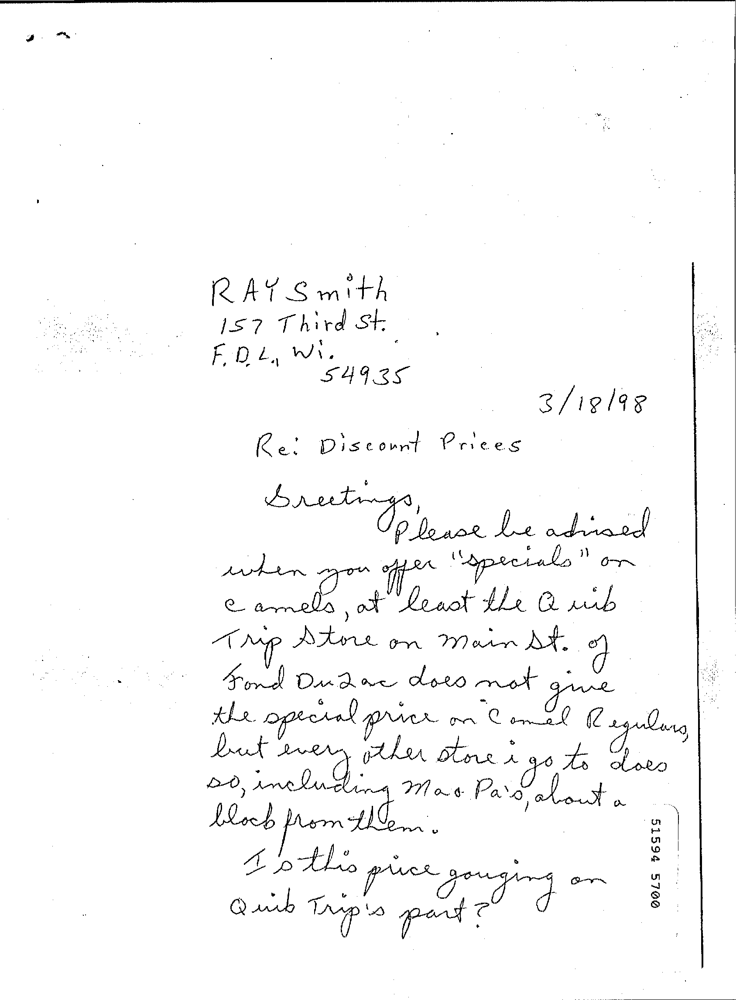 RAY Smith
157 Third St.
F.D.L., Wi.
54935
3/18/98
Re: Discount Prices
Greetings,
Please be advised
when you offer "specials" on
camels, at least the Quib
Trip Store on Main St. of
Fond Du Lac does not give
the special price on Camel Regulars,
but every other store i go to does
so, including Ma & Pa's, about a
block from them.
Is this price gouging on
Quib Trip's part?
51594 5700